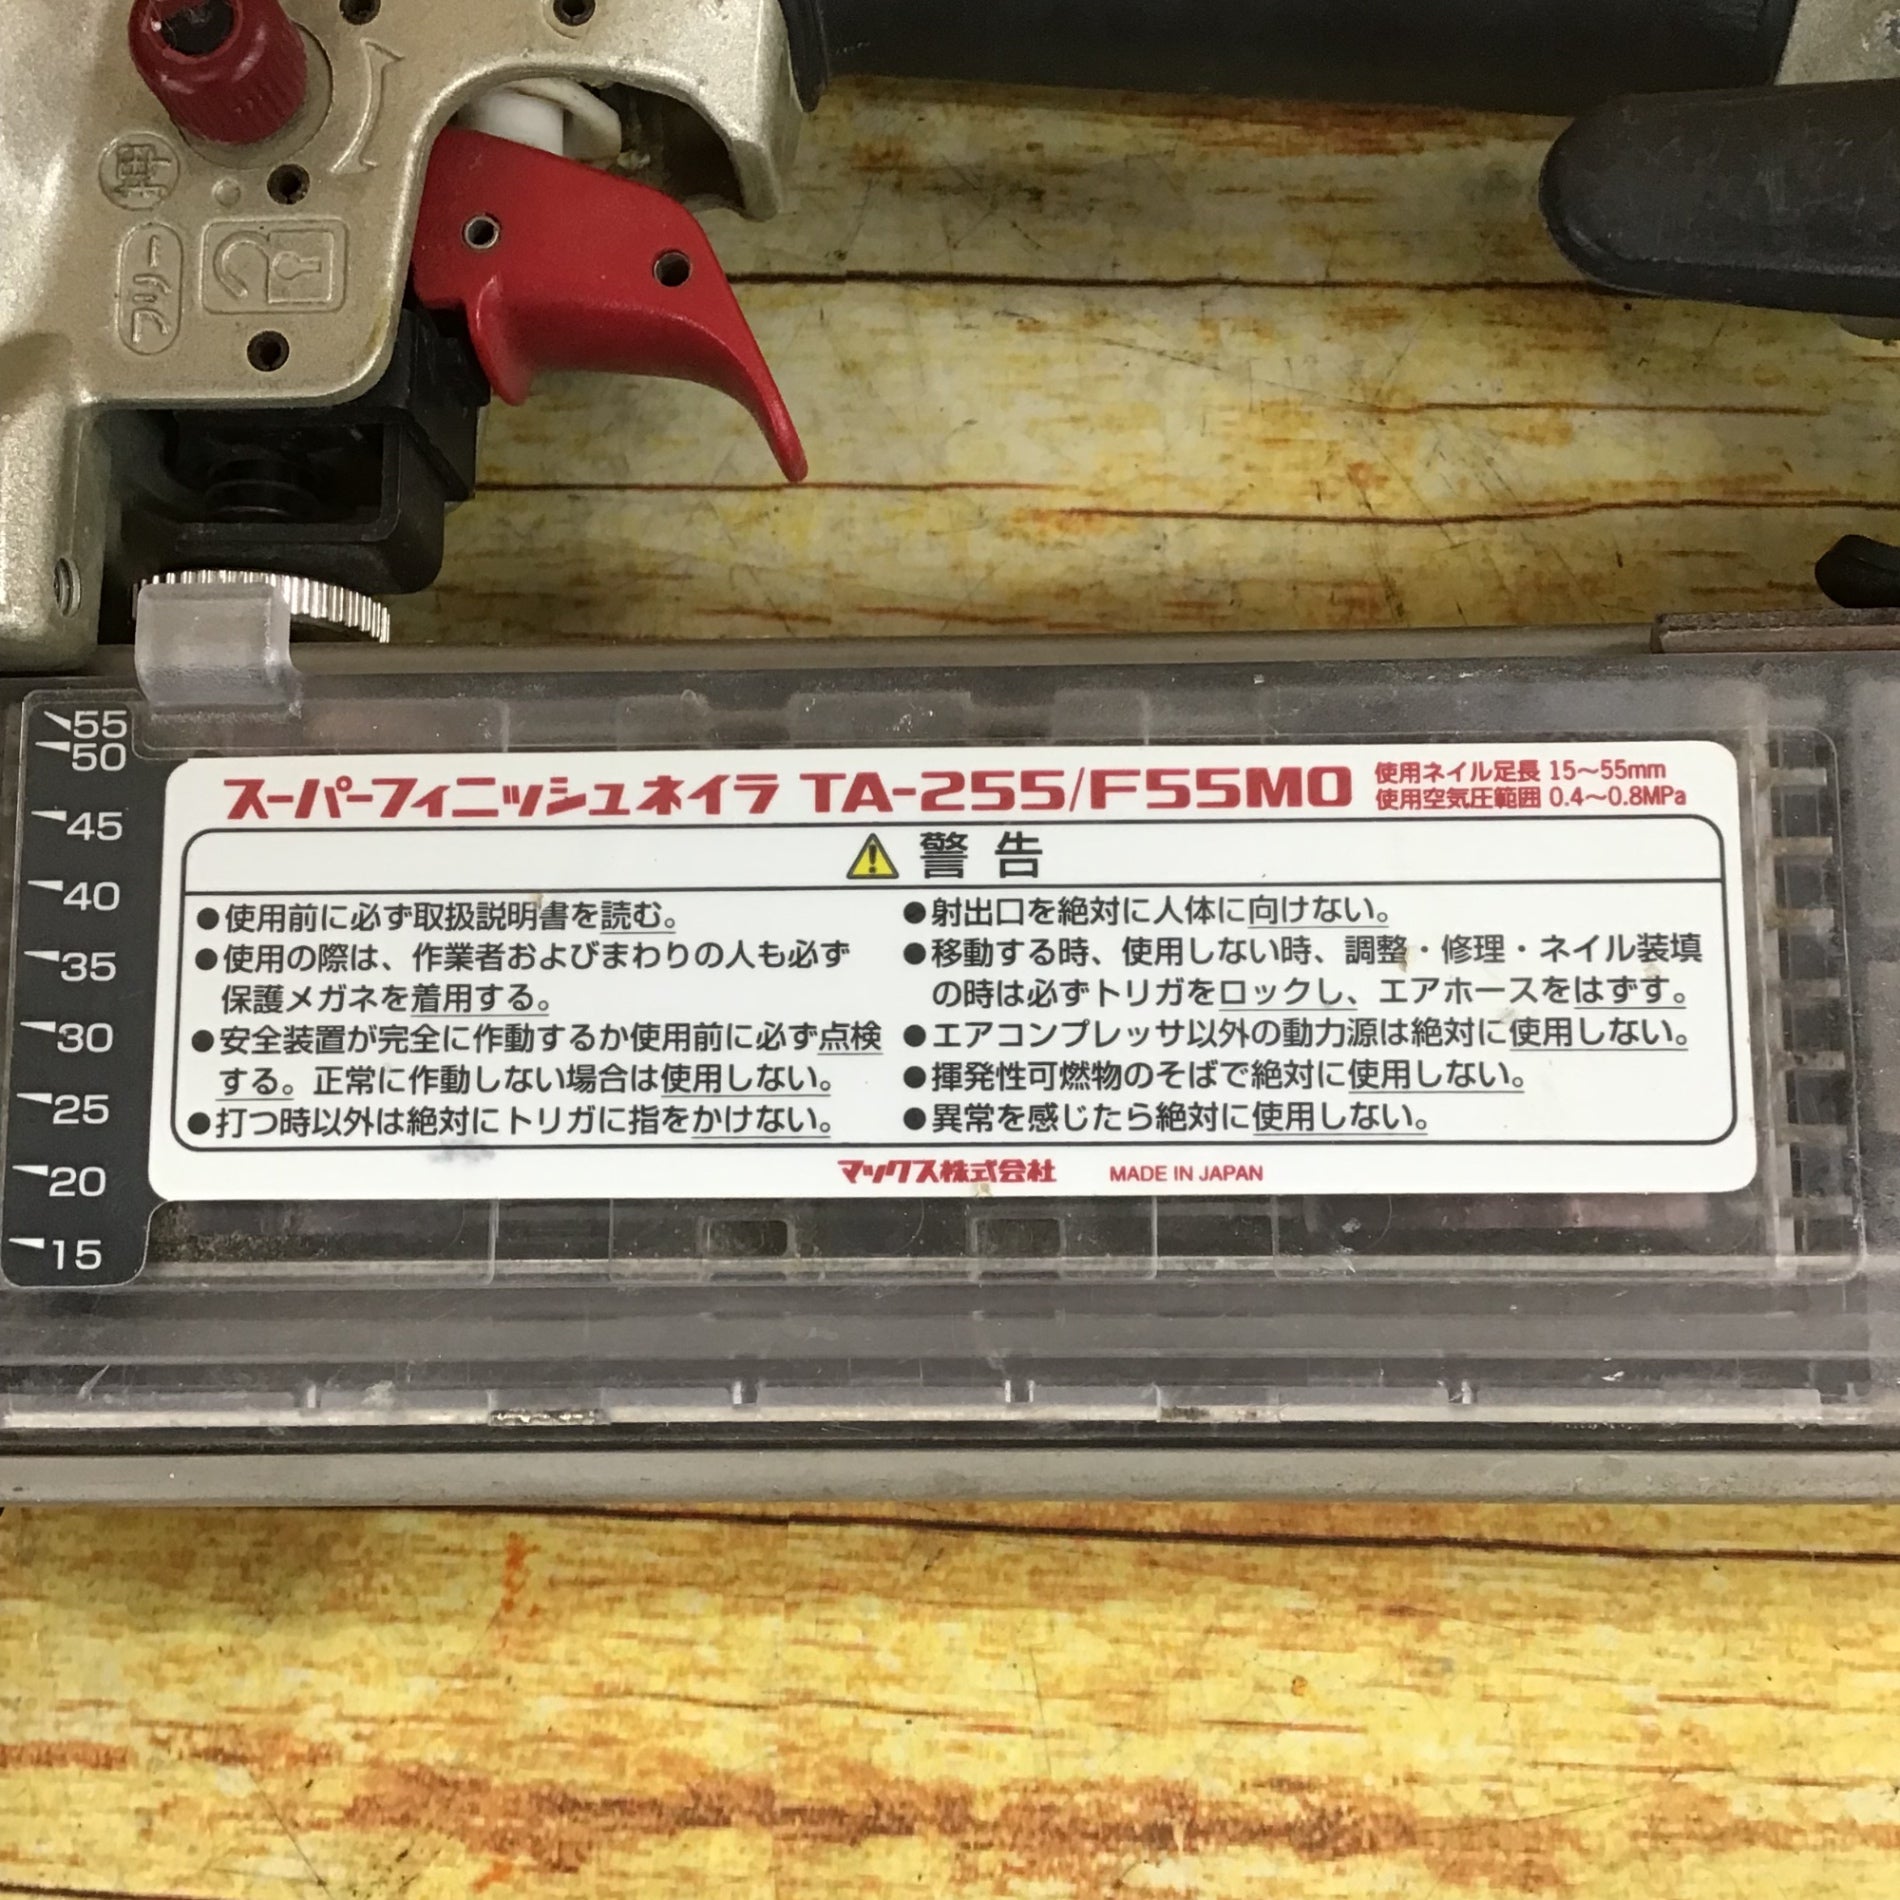 押
フリー
55
50
45
40
35
30
25
20
15
スーパーフィニッシュネイラ TA-255/F55MO
使用ネイル足長 15～55mm
使用空気圧範囲 0.4～0.8MPa
警告
●使用前に必ず取扱説明書を読む。
●使用の際は、作業者およびまわりの人も必ず
保護メガネを着用する。
●安全装置が完全に作動するか使用前に必ず点検
する。正常に作動しない場合は使用しない。
●打つ時以外は絶対にトリガに指をかけない。
●射出口を絶対に人体に向けない。
●移動する時、使用しない時、調整・修理・ネイル装填
の時は必ずトリガをロックし、エアホースをはずす。
●エアコンプレッサ以外の動力源は絶対に使用しない。
●揮発性可燃物のそばで絶対に使用しない。
●異常を感じたら絶対に使用しない。
マックス株式会社 MADE IN JAPAN